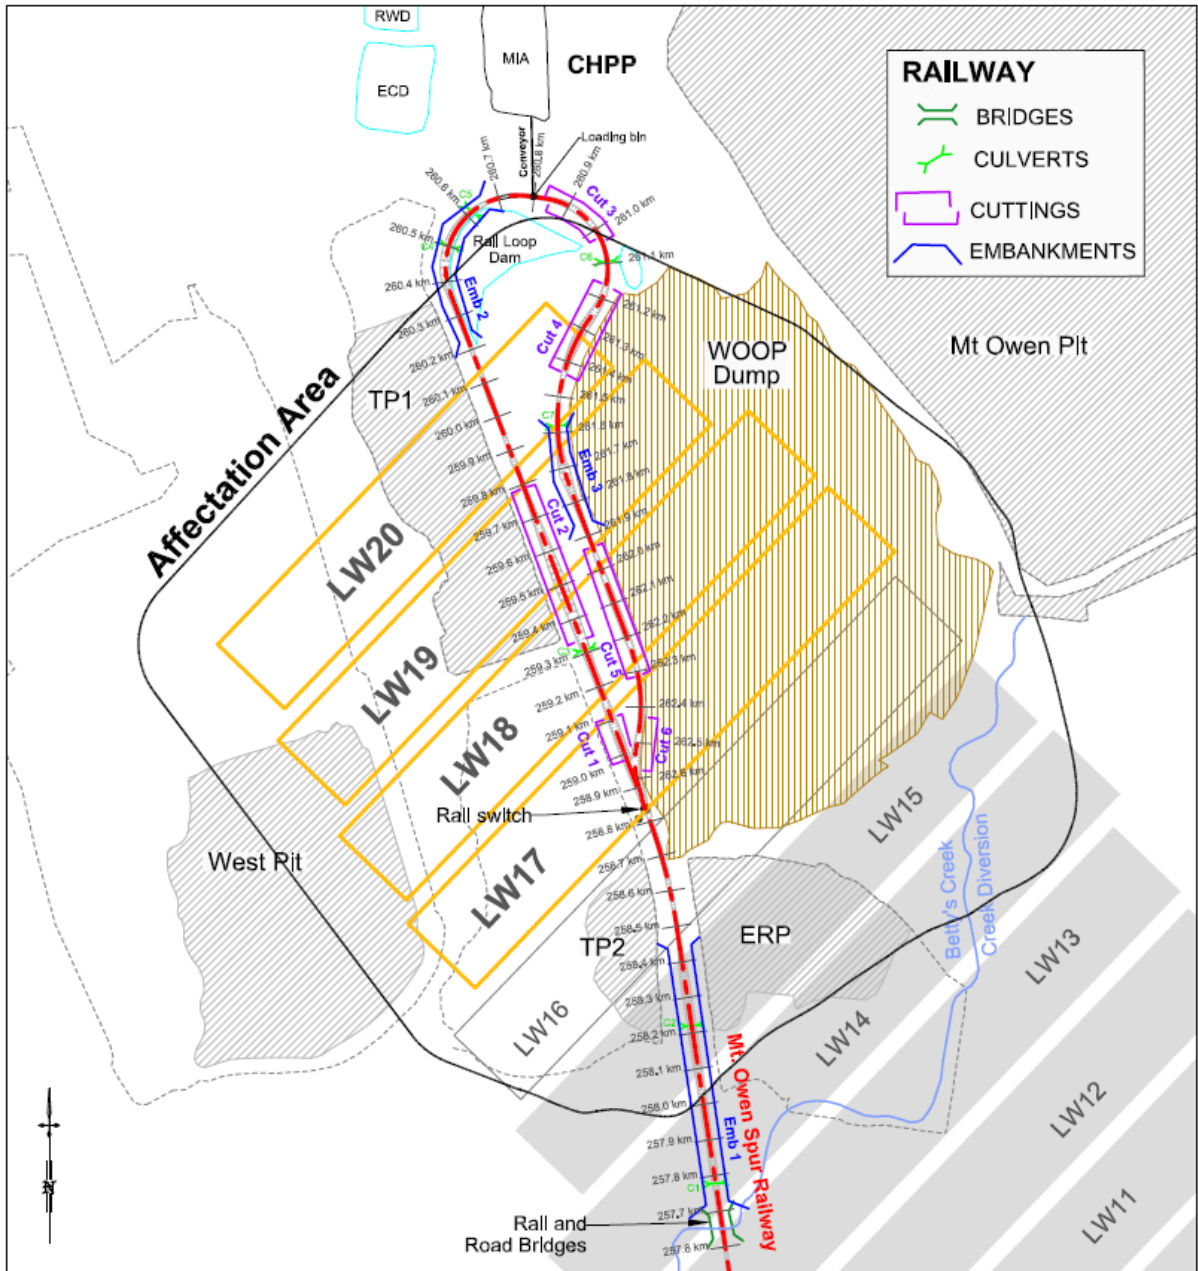 RWD
MIA
CHPP
ECD
RAILWAY
BRIDGES
CULVERTS
CUTTINGS
EMBANKMENTS
Conveyor
Loading bin
260.7 km
260.8 km
260.9 km
260.6 km
C5
Cut 3
261.0 km
260.5 km
C4
Rail Loop
Dam
C6
261.1 km
260.4 km
Emb 2
261.2 km
260.3 km
Cut 4
261.3 km
WOOP
Dump
Mt Owen Pit
260.2 km
261.4 km
260.1 km
TP1
261.5 km
Affectation Area
260.0 km
C7
261.6 km
259.9 km
261.7 km
Emb 3
259.8 km
261.8 km
259.7 km
Cut 2
261.9 km
LW20
259.6 km
262.0 km
259.5 km
262.1 km
259.4 km
262.2 km
259.3 km
Cut 5
262.3 km
LW19
259.2 km
262.4 km
LW18
259.1 km
Cut 1
Cut 6
262.5 km
259.0 km
262.6 km
258.9 km
Rail switch
258.8 km
LW15
West Pit
258.7 km
LW17
258.6 km
258.5 km
TP2
ERP
Betty's Creek
Creek Diversion
258.4 km
LW13
258.3 km
LW16
C2
258.2 km
LW14
Mt. Owen Spur Railway
258.1 km
258.0 km
LW12
Emb 1
257.9 km
257.8 km
C1
257.7 km
Rail and
Road Bridges
LW11
257.6 km
N